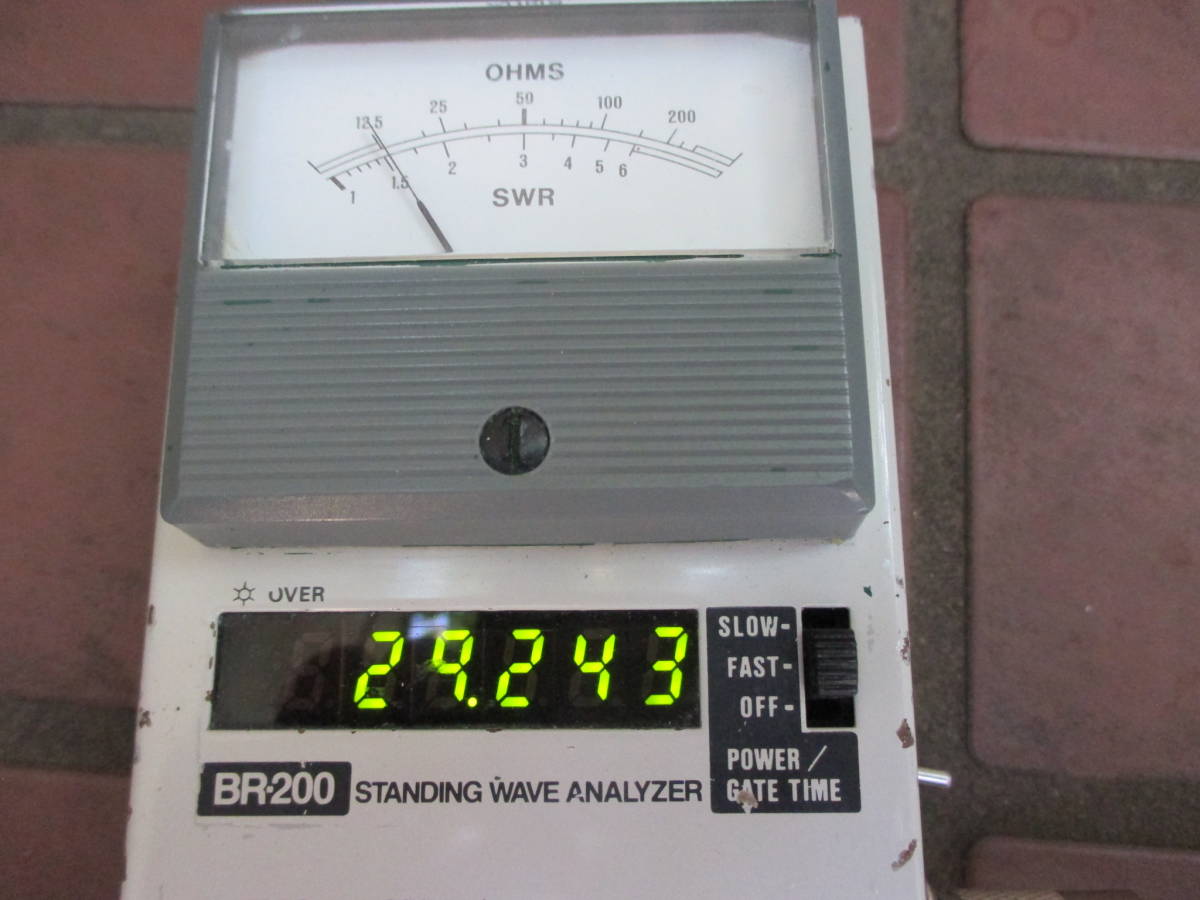 OHMS
12.5 25 50 100 200
1 1.5 2 3 4 5 6
SWR
OVER
29.243
SLOW-
FAST-
OFF-
POWER /
GATE TIME
BR-200 STANDING WAVE ANALYZER